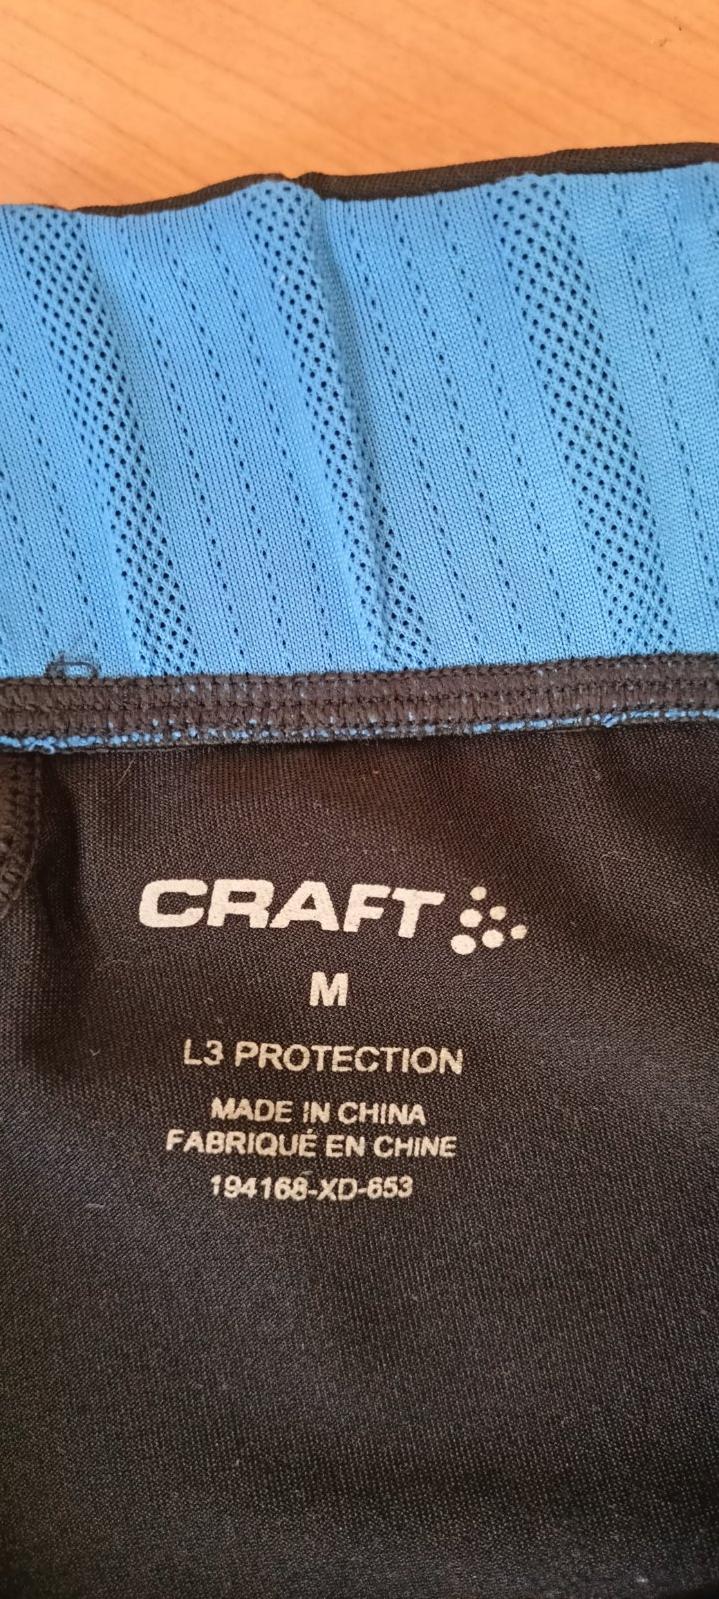 CRAFT
M
L3 PROTECTION
MADE IN CHINA
FABRIQUÉ EN CHINE
194168-XD-653